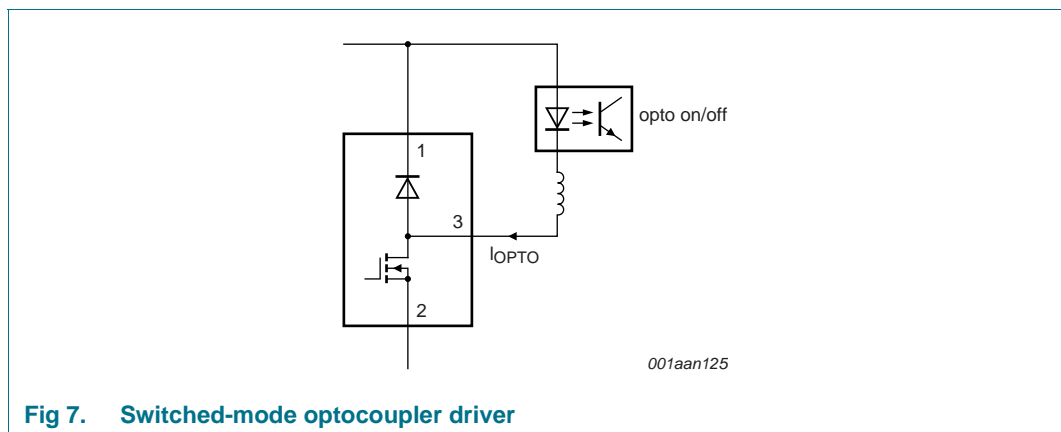 opto on/off
1
3
IOPTO
2
001aan125
Fig 7. Switched-mode optocoupler driver